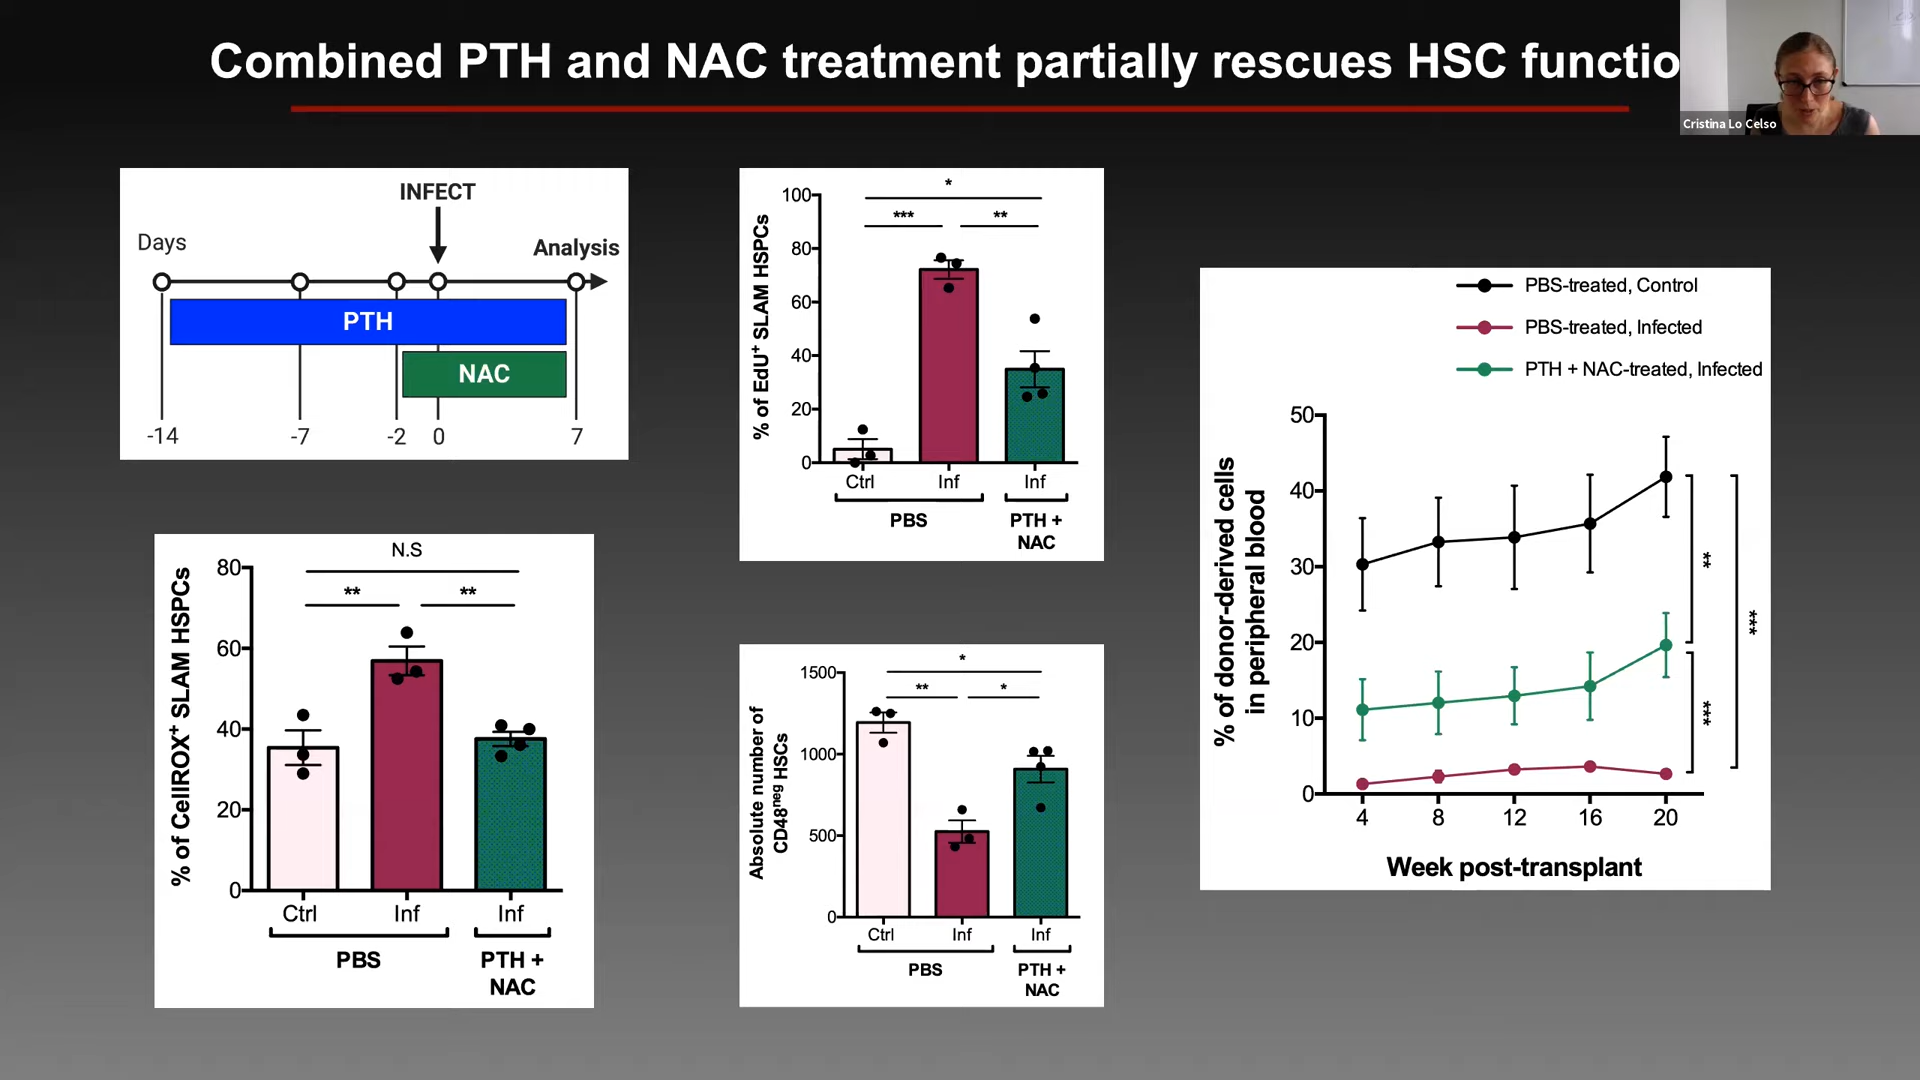 Combined PTH and NAC treatment partially rescues HSC functio
Cristina Lo Celso
INFECT
Days
Analysis
PTH
NAC
-14
-7
-2
0
7
% of EdU+ SLAM HSPCs
100
80
60
40
20
0
*
***
**
Ctrl
Inf
Inf
PBS
PTH +
NAC
% of CellROX+ SLAM HSPCs
80
60
40
20
0
N.S
**
**
Ctrl
Inf
Inf
PBS
PTH +
NAC
Absolute number of
CD48neg HSCs
1500
1000
500
0
*
**
*
Ctrl
Inf
Inf
PBS
PTH +
NAC
PBS-treated, Control
PBS-treated, Infected
PTH + NAC-treated, Infected
% of donor-derived cells
in peripheral blood
50
40
30
20
10
0
4
8
12
16
20
**
***
***
Week post-transplant